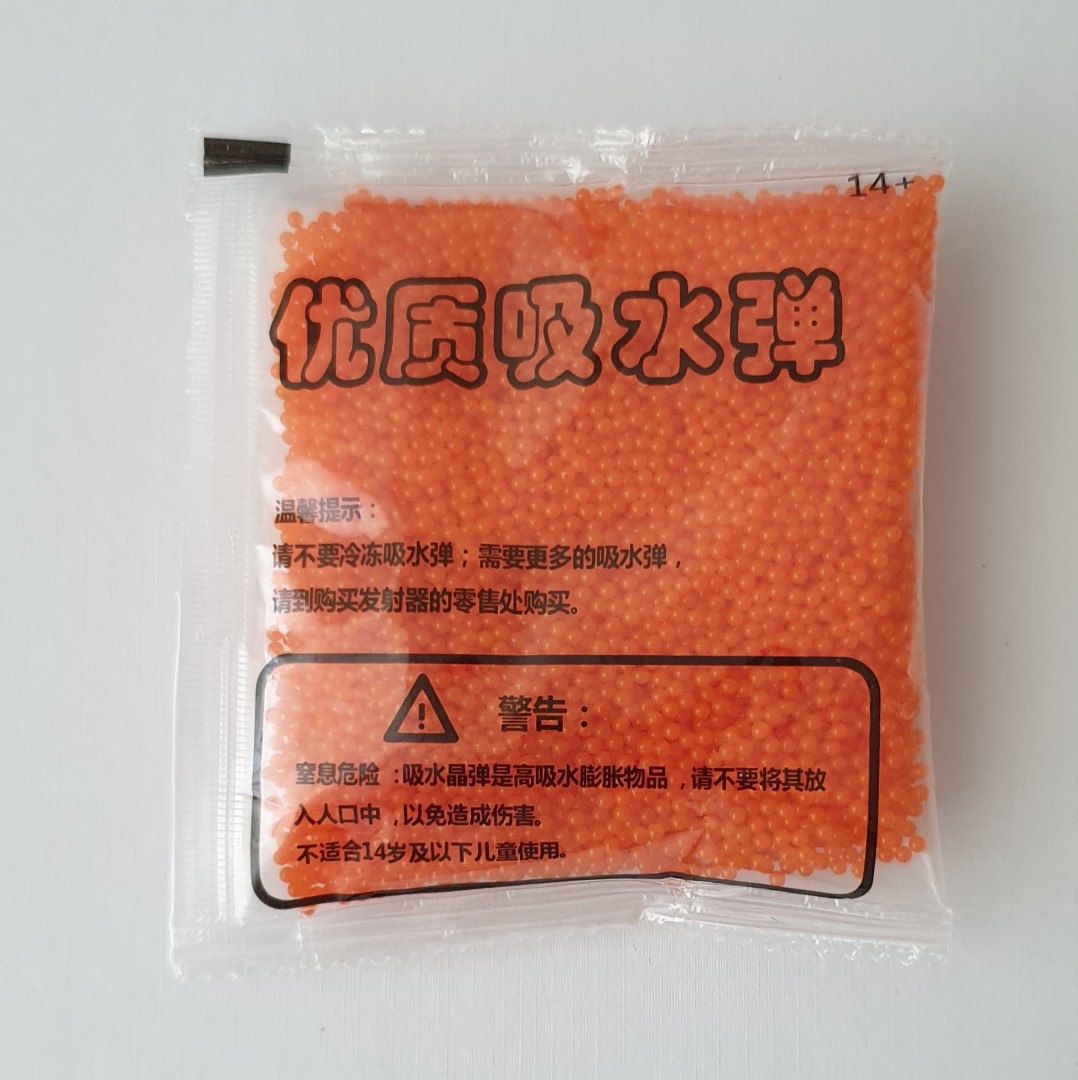 14+
优质吸水弹
温馨提示：
请不要冷冻吸水弹；需要更多的吸水弹，
请到购买发射器的零售处购买。
警告：
窒息危险：吸水晶弹是高吸水膨胀物品，请不要将其放
入人口中，以免造成伤害。
不适合14岁及以下儿童使用。